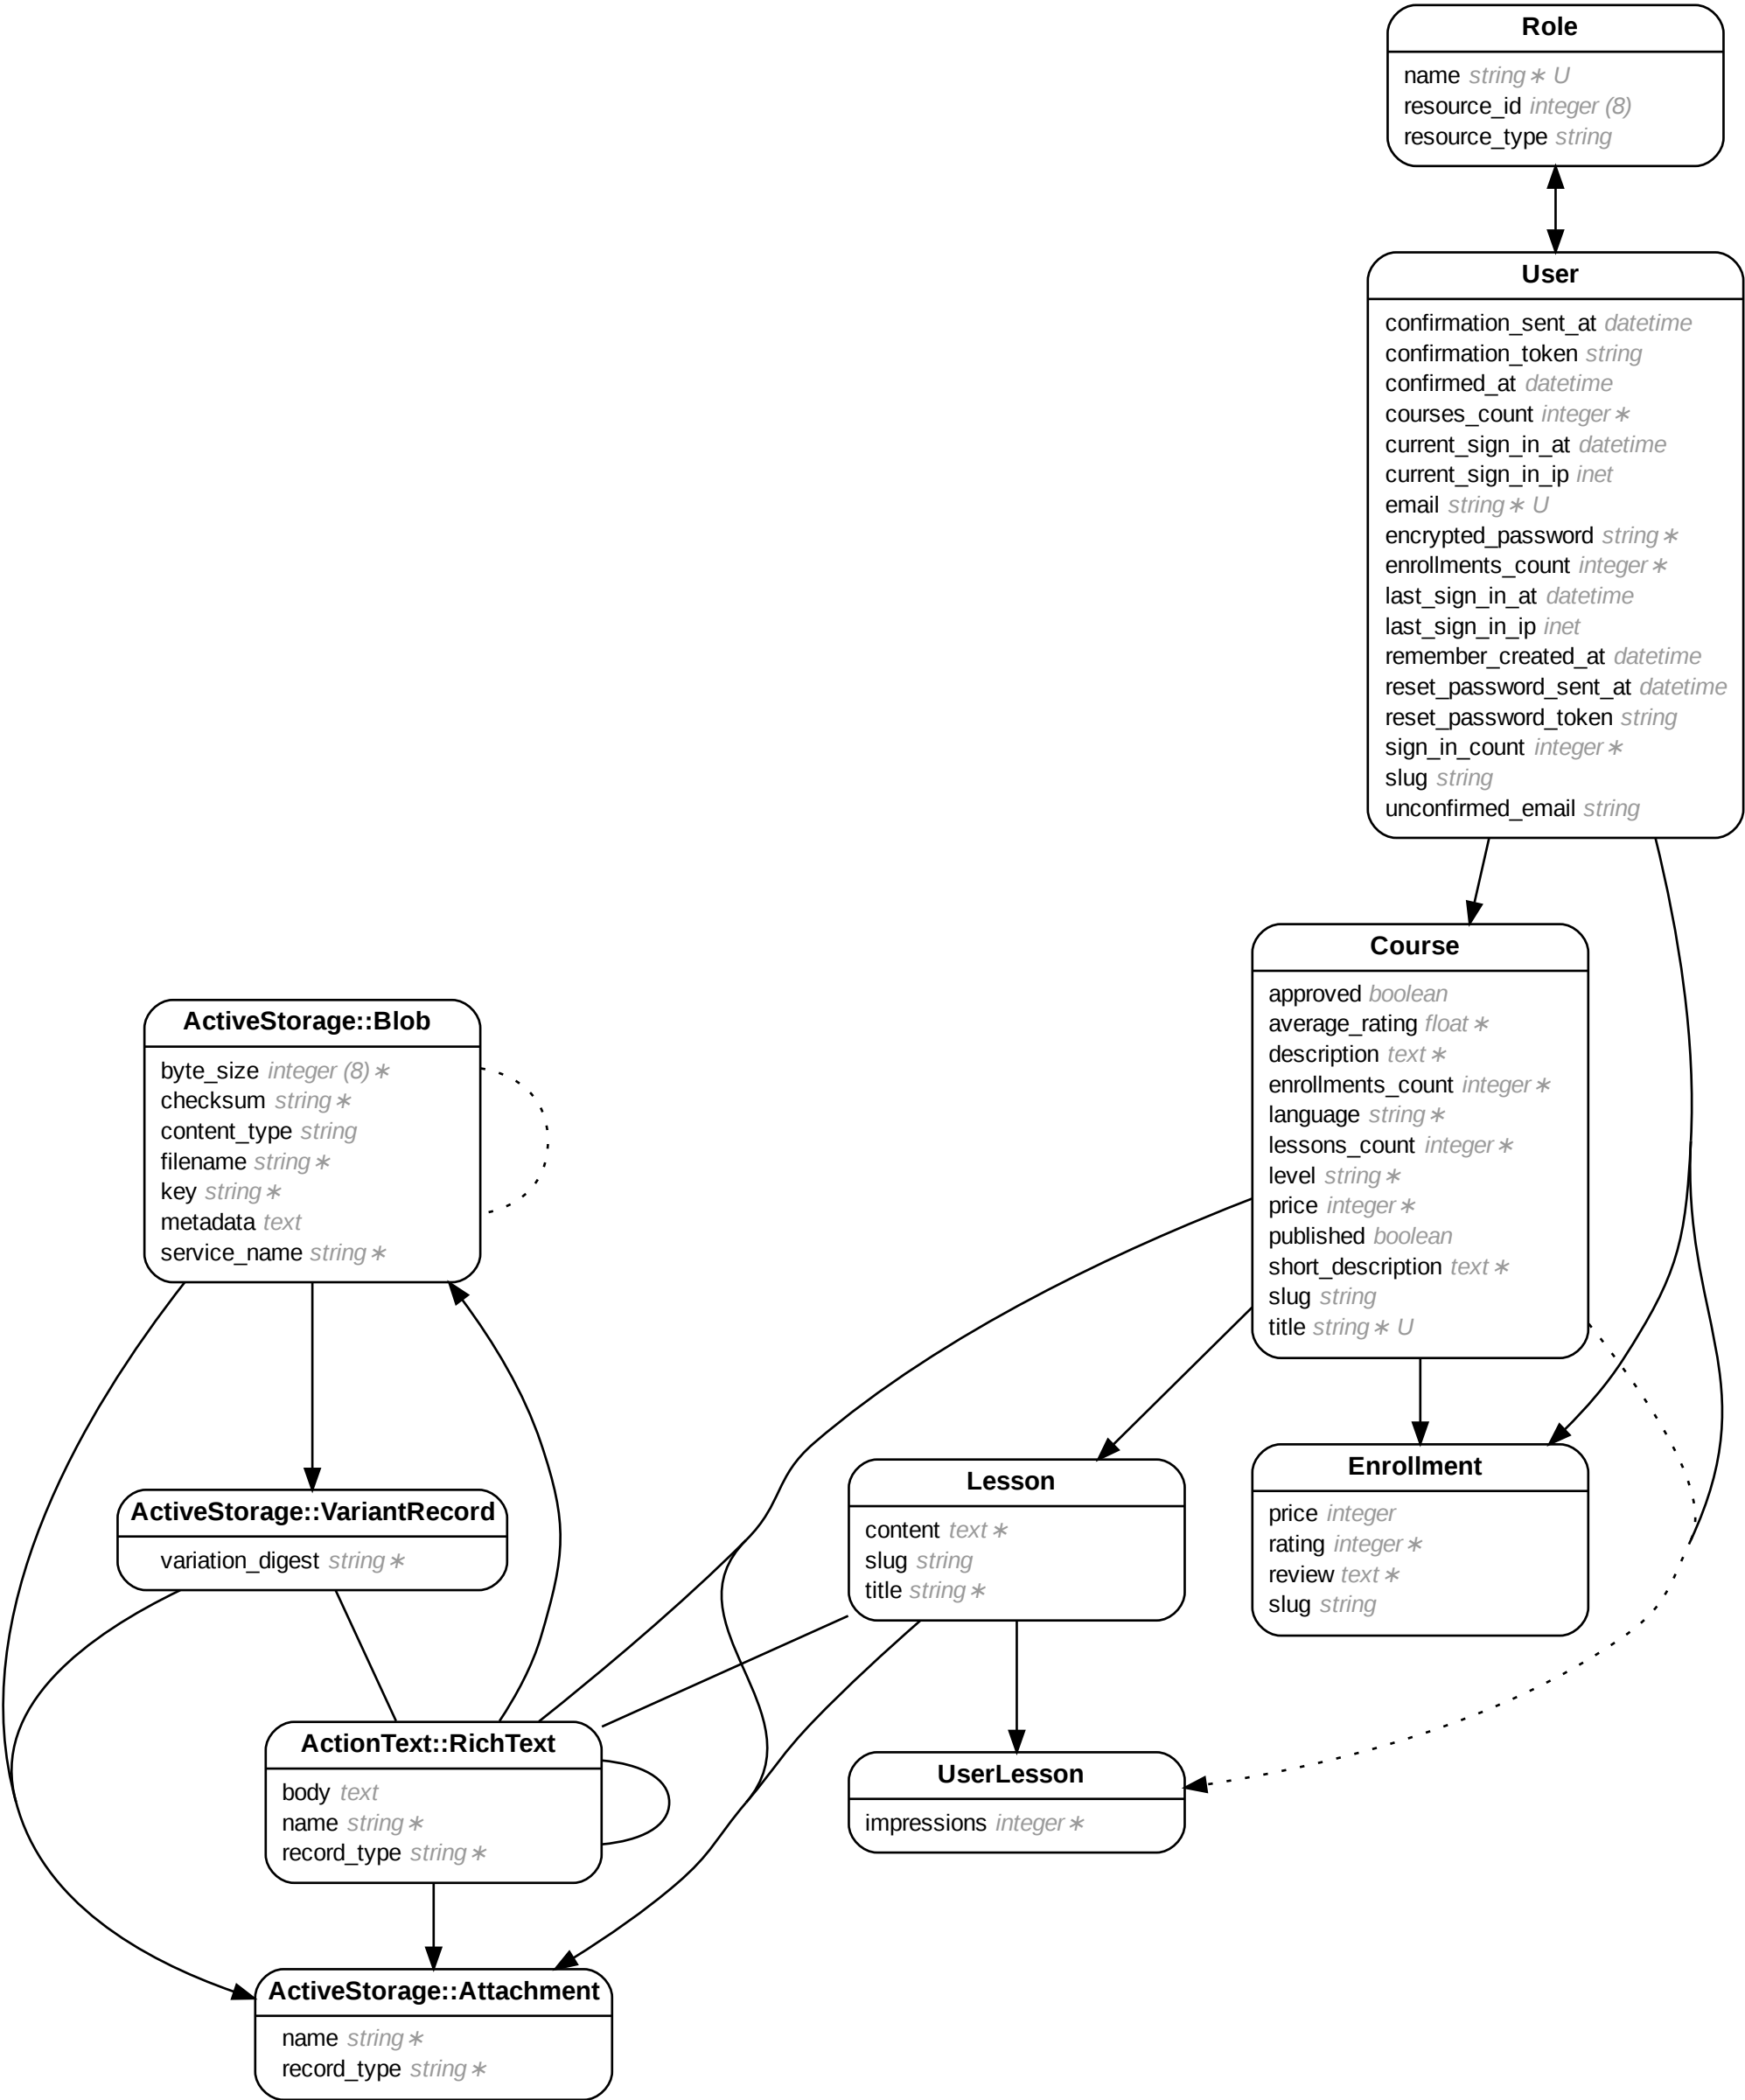 Role
name string∗ U
resource_id integer (8)
resource_type string
User
confirmation_sent_at datetime
confirmation_token string
confirmed_at datetime
courses_count integer∗
current_sign_in_at datetime
current_sign_in_ip inet
email string∗ U
encrypted_password string∗
enrollments_count integer∗
last_sign_in_at datetime
last_sign_in_ip inet
remember_created_at datetime
reset_password_sent_at datetime
reset_password_token string
sign_in_count integer∗
slug string
unconfirmed_email string
Course
approved boolean
average_rating float∗
description text∗
enrollments_count integer∗
language string∗
lessons_count integer∗
level string∗
price integer∗
published boolean
short_description text∗
slug string
title string∗ U
ActiveStorage::Blob
byte_size integer (8)∗
checksum string∗
content_type string
filename string∗
key string∗
metadata text
service_name string∗
Enrollment
price integer
rating integer∗
review text∗
slug string
Lesson
content text∗
slug string
title string∗
ActiveStorage::VariantRecord
variation_digest string∗
ActionText::RichText
body text
name string∗
record_type string∗
UserLesson
impressions integer∗
ActiveStorage::Attachment
name string∗
record_type string∗